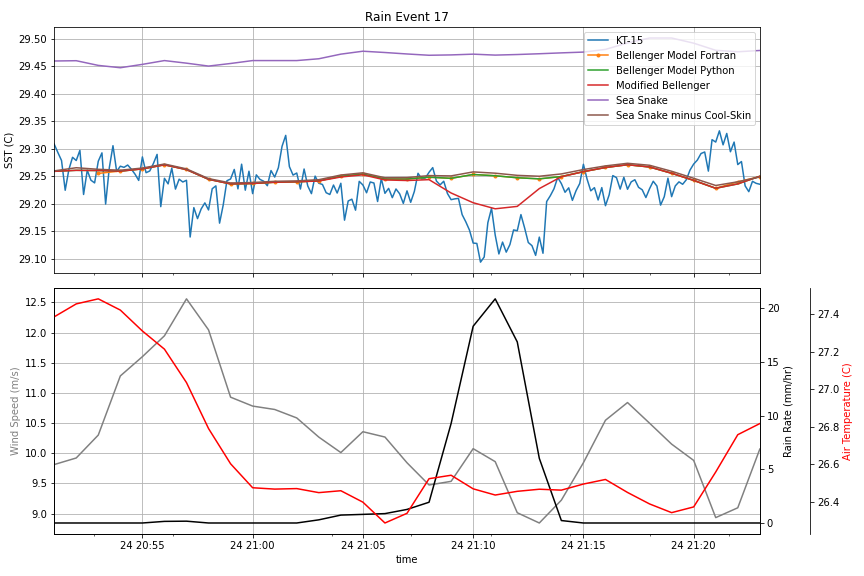 Rain Event 17
29.50
29.45
29.40
29.35
29.30
29.25
29.20
29.15
29.10
SST (C)
KT-15
Bellenger Model Fortran
Bellenger Model Python
Modified Bellenger
Sea Snake
Sea Snake minus Cool-Skin
12.5
12.0
11.5
11.0
10.5
10.0
9.5
9.0
Wind Speed (m/s)
20
15
10
5
0
Rain Rate (mm/hr)
27.4
27.2
27.0
26.8
26.6
26.4
Air Temperature (C)
24 20:55 24 21:00 24 21:05 24 21:10 24 21:15 24 21:20
time